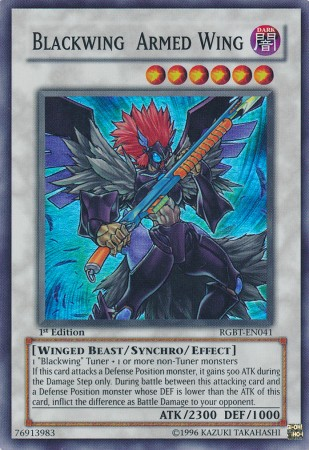 BLACKWING ARMED WING
DARK
闇
1st Edition
RGBT-EN041
[WINGED BEAST/SYNCHRO/EFFECT]
1 "Blackwing" Tuner + 1 or more non-Tuner monsters
If this card attacks a Defense Position monster, it gains 500 ATK during
the Damage Step only. During battle between this attacking card and
a Defense Position monster whose DEF is lower than the ATK of this
card, inflict the difference as Battle Damage to your opponent.
ATK/2300 DEF/1000
76913983
©1996 KAZUKI TAKAHASHI